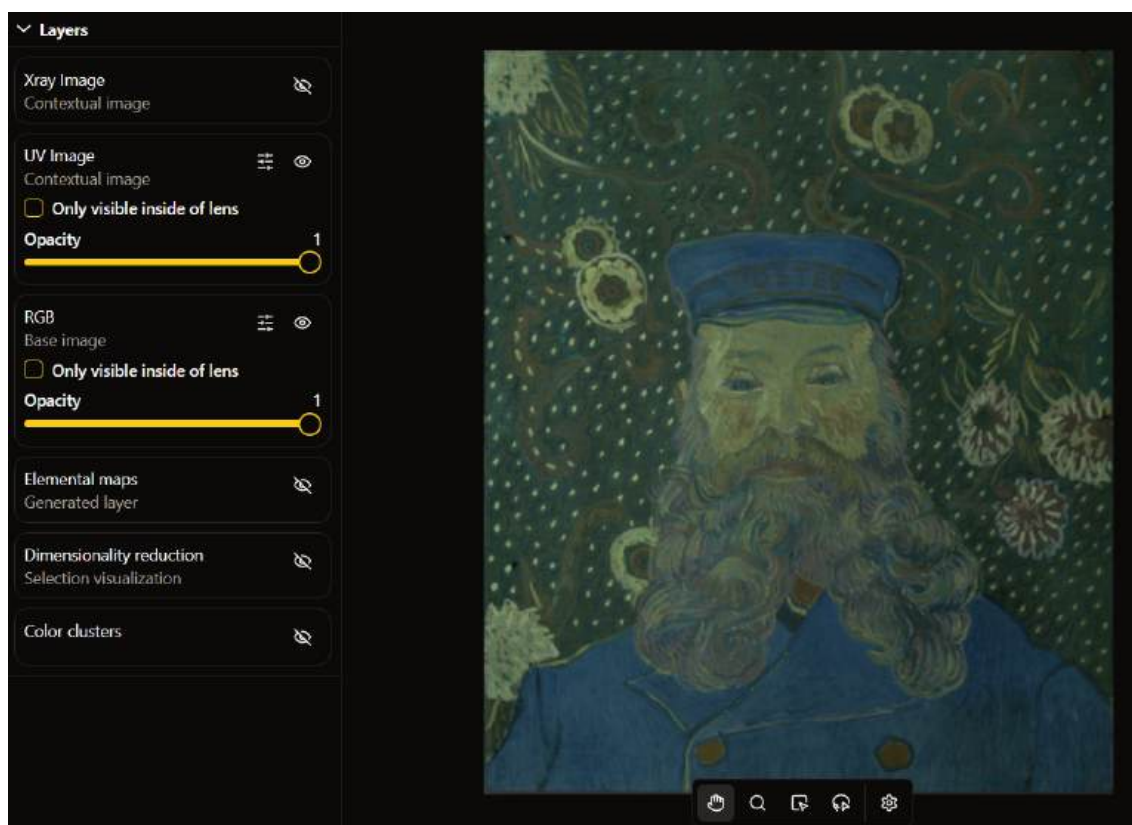 Layers
Xray Image
Contextual image
UV Image
Contextual image
Only visible inside of lens
Opacity 1
RGB
Base image
Only visible inside of lens
Opacity 1
Elemental maps
Generated layer
Dimensionality reduction
Selection visualization
Color clusters